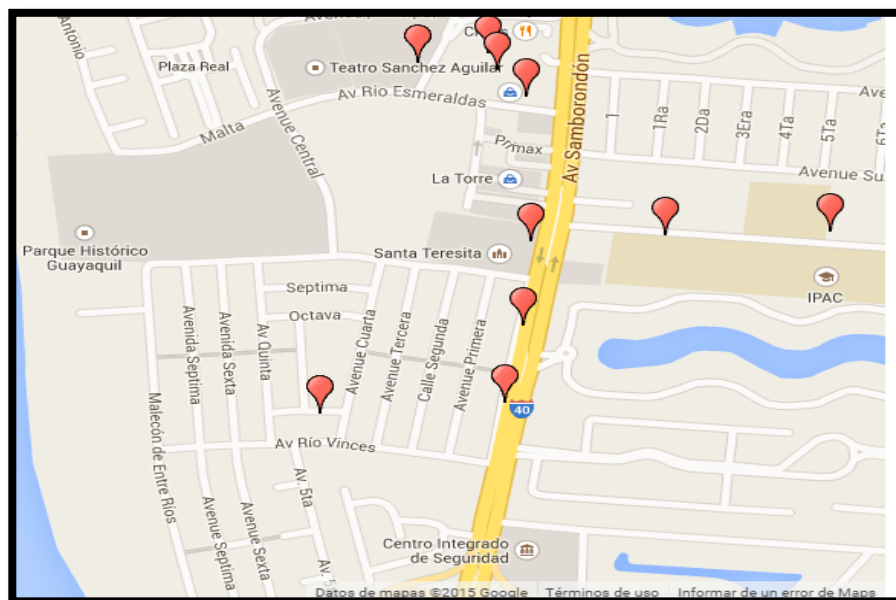 Antonio
Plaza Real
Teatro Sanchez Aguilar
Av Rio Esmeraldas
Malta
Avenue Central
Primax
La Torre
Av Samborondón
1
1Ra
2Da
3Era
4Ta
5Ta
6Ta
Avenue Su
Parque Histórico
Guayaquil
Santa Teresita
IPAC
Septima
Octava
Avenida Septima
Avenida Sexta
Av Quinta
Avenue Cuarta
Avenue Tercera
Calle Segunda
Avenue Primera
40
Malecón de Entre Ríos
Av Río Vinces
Avenue Septima
Avenue Sexta
Av. 5ta
Av. 5
Centro Integrado
de Seguridad
Datos de mapas ©2015 Google
Términos de uso
Informar de un error de Maps